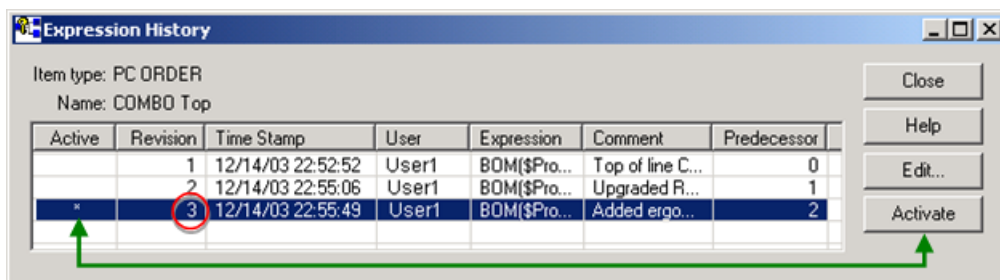 Expression History
Item type: PC ORDER
Name: COMBO Top
Close
Help
Edit...
Activate
Active Revision Time Stamp User Expression Comment Predecessor
1 12/14/03 22:52:52 User1 BOM($Pro... Top of line C... 0
2 12/14/03 22:55:06 User1 BOM($Pro... Upgraded R... 1
* 3 12/14/03 22:55:49 User1 BOM($Pro... Added ergo... 2